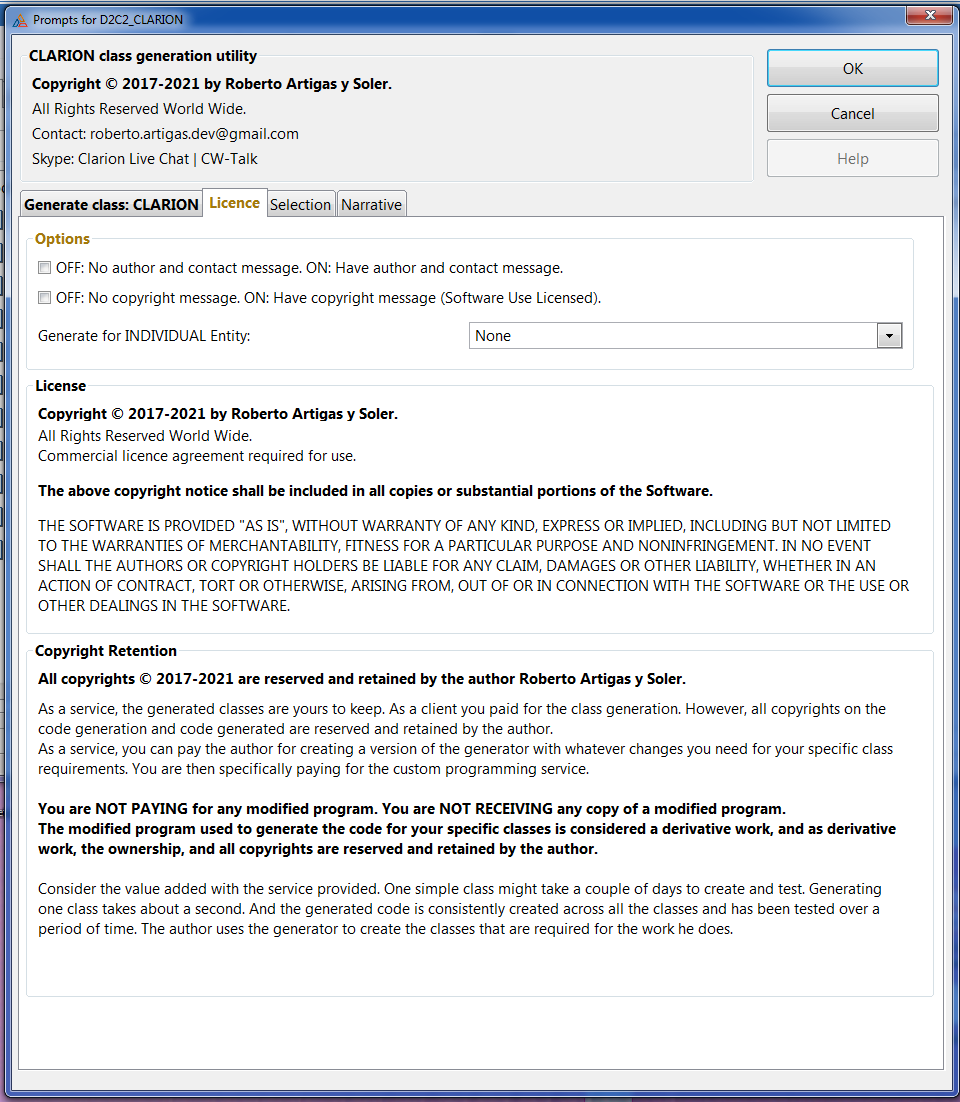 Prompts for D2C2_CLARION
CLARION class generation utility
Copyright © 2017-2021 by Roberto Artigas y Soler.
All Rights Reserved World Wide.
Contact: roberto.artigas.dev@gmail.com
Skype: Clarion Live Chat | CW-Talk
OK
Cancel
Help
Generate class: CLARION
Licence
Selection
Narrative
Options
OFF: No author and contact message. ON: Have author and contact message.
OFF: No copyright message. ON: Have copyright message (Software Use Licensed).
Generate for INDIVIDUAL Entity:
None
License
Copyright © 2017-2021 by Roberto Artigas y Soler.
All Rights Reserved World Wide.
Commercial licence agreement required for use.
The above copyright notice shall be included in all copies or substantial portions of the Software.
THE SOFTWARE IS PROVIDED "AS IS", WITHOUT WARRANTY OF ANY KIND, EXPRESS OR IMPLIED, INCLUDING BUT NOT LIMITED
TO THE WARRANTIES OF MERCHANTABILITY, FITNESS FOR A PARTICULAR PURPOSE AND NONINFRINGEMENT. IN NO EVENT
SHALL THE AUTHORS OR COPYRIGHT HOLDERS BE LIABLE FOR ANY CLAIM, DAMAGES OR OTHER LIABILITY, WHETHER IN AN
ACTION OF CONTRACT, TORT OR OTHERWISE, ARISING FROM, OUT OF OR IN CONNECTION WITH THE SOFTWARE OR THE USE OR
OTHER DEALINGS IN THE SOFTWARE.
Copyright Retention
All copyrights © 2017-2021 are reserved and retained by the author Roberto Artigas y Soler.
As a service, the generated classes are yours to keep. As a client you paid for the class generation. However, all copyrights on the
code generation and code generated are reserved and retained by the author.
As a service, you can pay the author for creating a version of the generator with whatever changes you need for your specific class
requirements. You are then specifically paying for the custom programming service.
You are NOT PAYING for any modified program. You are NOT RECEIVING any copy of a modified program.
The modified program used to generate the code for your specific classes is considered a derivative work, and as derivative
work, the ownership, and all copyrights are reserved and retained by the author.
Consider the value added with the service provided. One simple class might take a couple of days to create and test. Generating
one class takes about a second. And the generated code is consistently created across all the classes and has been tested over a
period of time. The author uses the generator to create the classes that are required for the work he does.